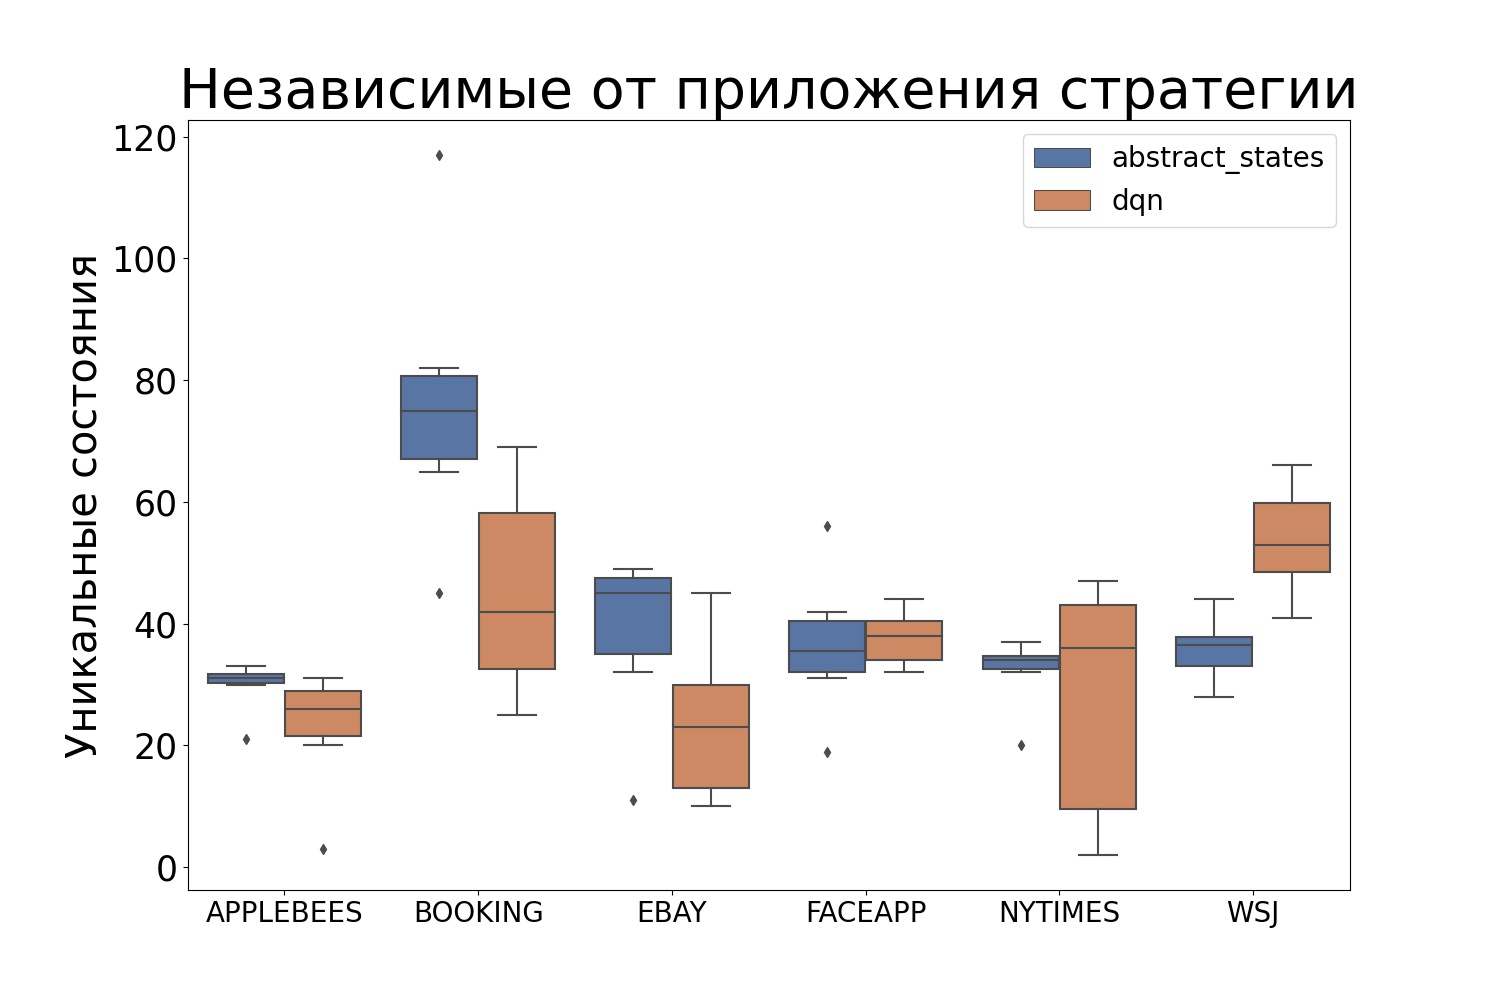 Независимые от приложения стратегии
abstract_states
dqn
Уникальные состояния
120
100
80
60
40
20
0
APPLEBEES BOOKING EBAY FACEAPP NYTIMES WSJ